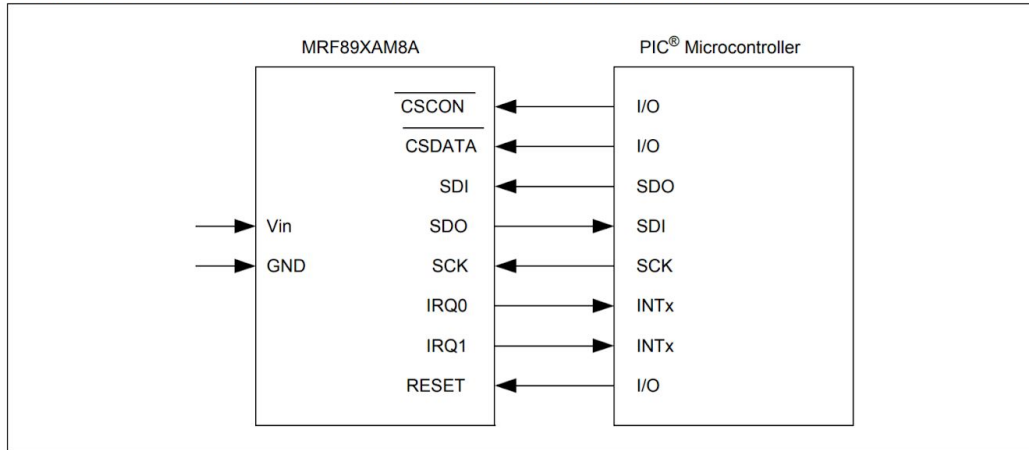 MRF89XAM8A PIC® Microcontroller
CSCON I/O
CSDATA I/O
SDI SDO
Vin SDO SDI
GND SCK SCK
IRQ0 INTx
IRQ1 INTx
RESET I/O